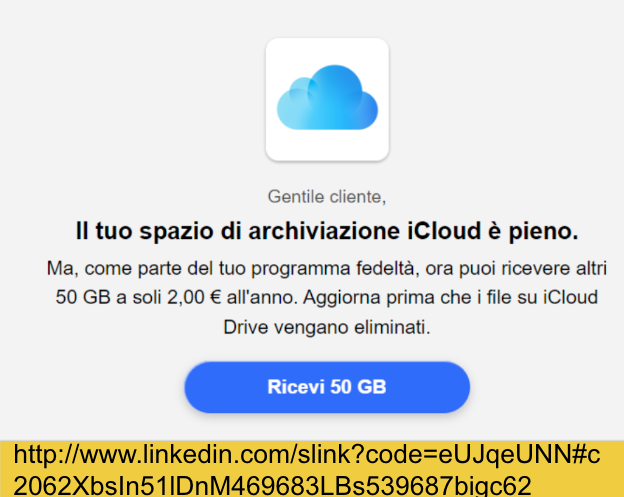 Gentile cliente,
Il tuo spazio di archiviazione iCloud è pieno.
Ma, come parte del tuo programma fedeltà, ora puoi ricevere altri
50 GB a soli 2,00 € all'anno. Aggiorna prima che i file su iCloud
Drive vengano eliminati.
Ricevi 50 GB
http://www.linkedin.com/slink?code=eUJqeUNN#c
2062XbsIn51lDnM469683LBs539687bigc62